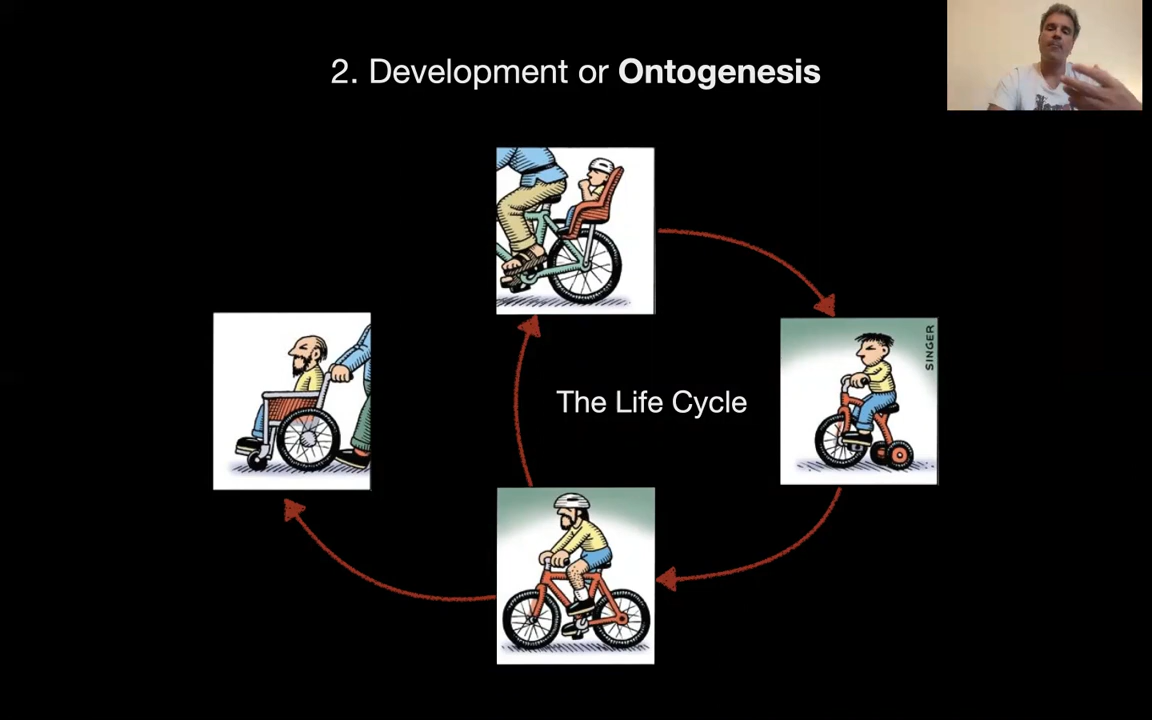 2. Development or Ontogenesis
SINGER
The Life Cycle